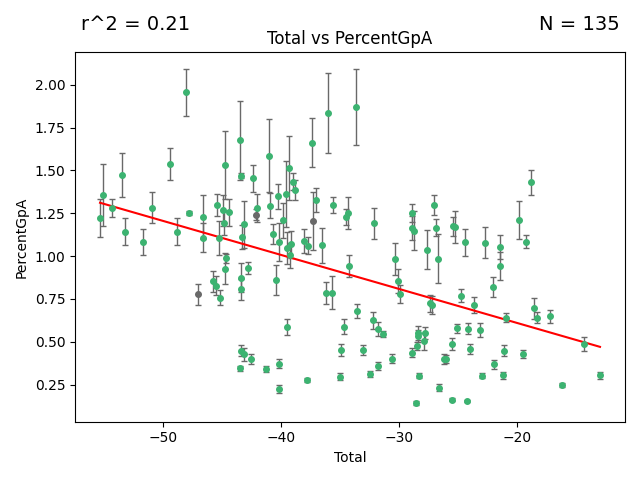 r^2 = 0.21
N = 135
Total vs PercentGpA
PercentGpA
2.00
1.75
1.50
1.25
1.00
0.75
0.50
0.25
−50
−40
−30
−20
Total